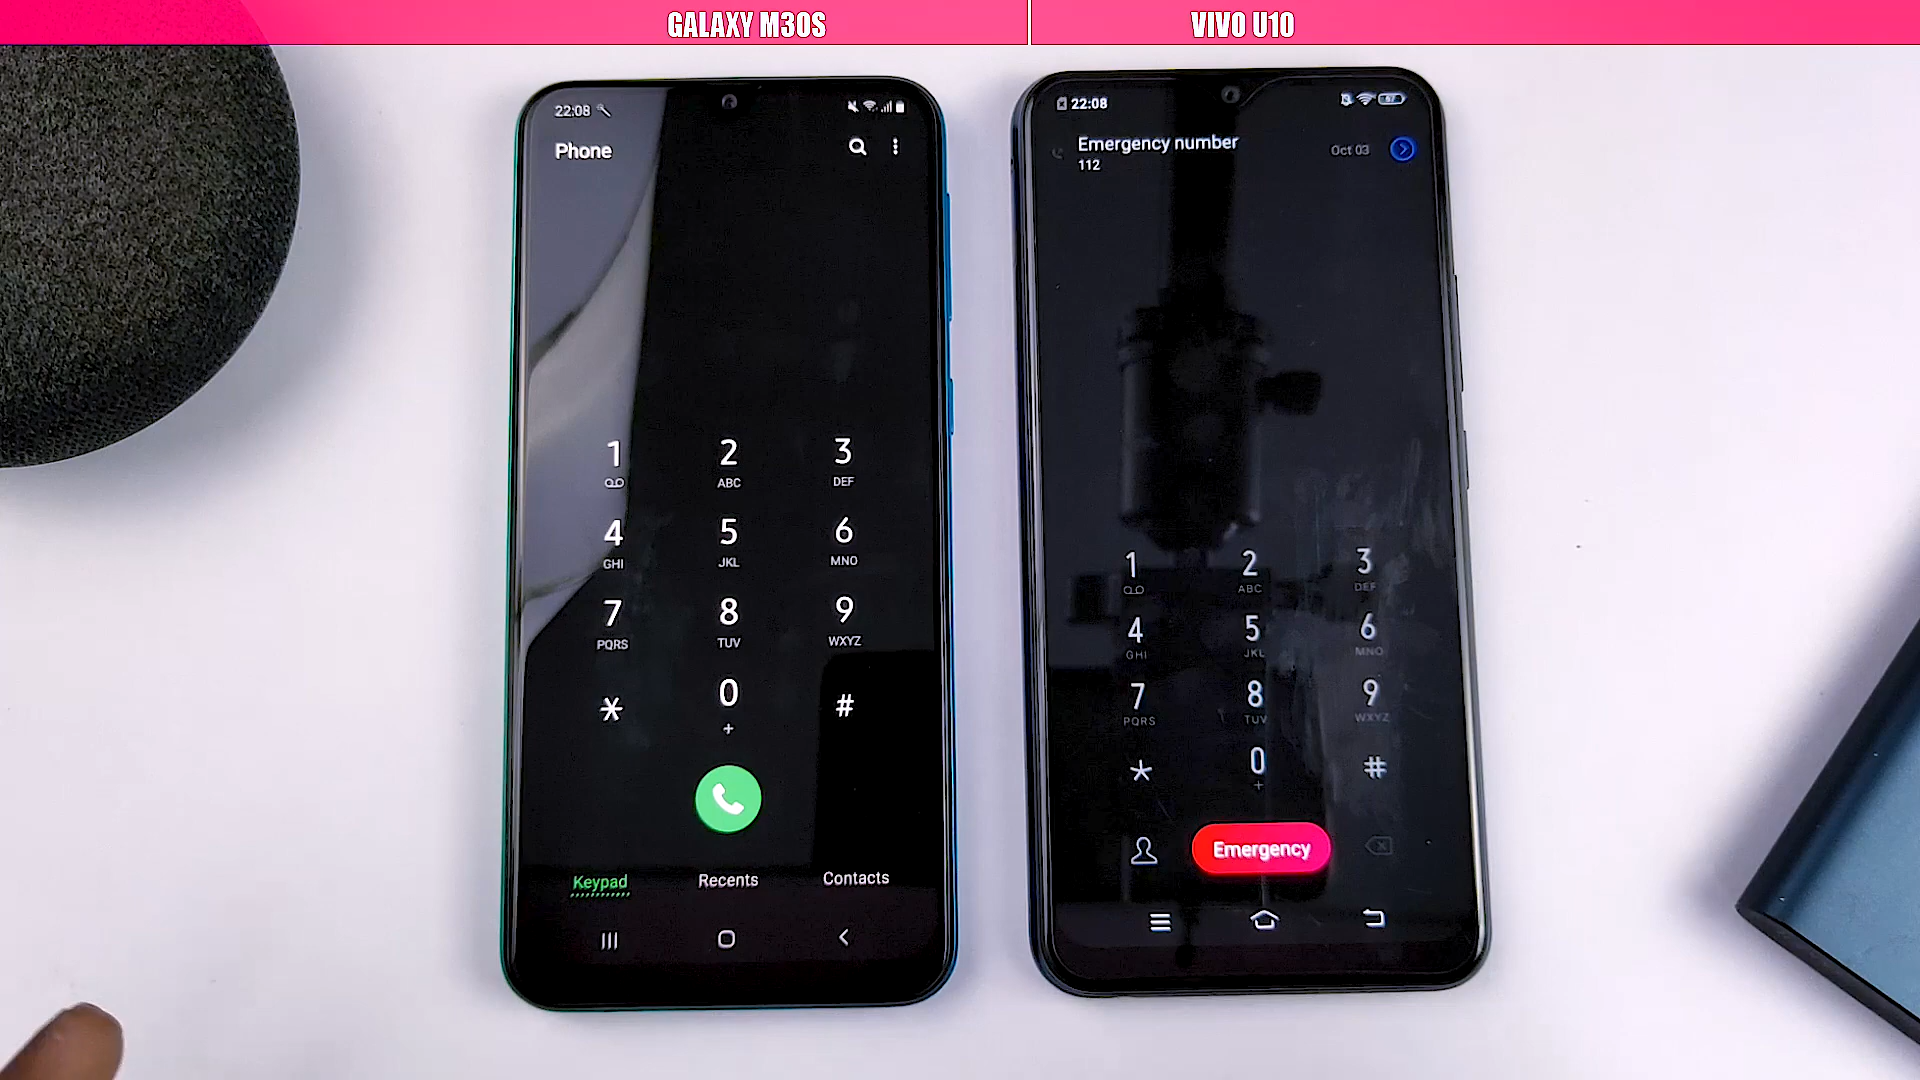 GALAXY M30S
VIVO U10
22:08
Phone
1
2
ABC
3
DEF
4
GHI
5
JKL
6
MNO
7
PQRS
8
TUV
9
WXYZ
*
0
+
#
Keypad
Recents
Contacts
22:08
67
Emergency number
112
Oct 03
1
2
ABC
3
DEF
4
GHI
5
JKL
6
MNO
7
PQRS
8
TUV
9
WXYZ
*
0
+
#
Emergency